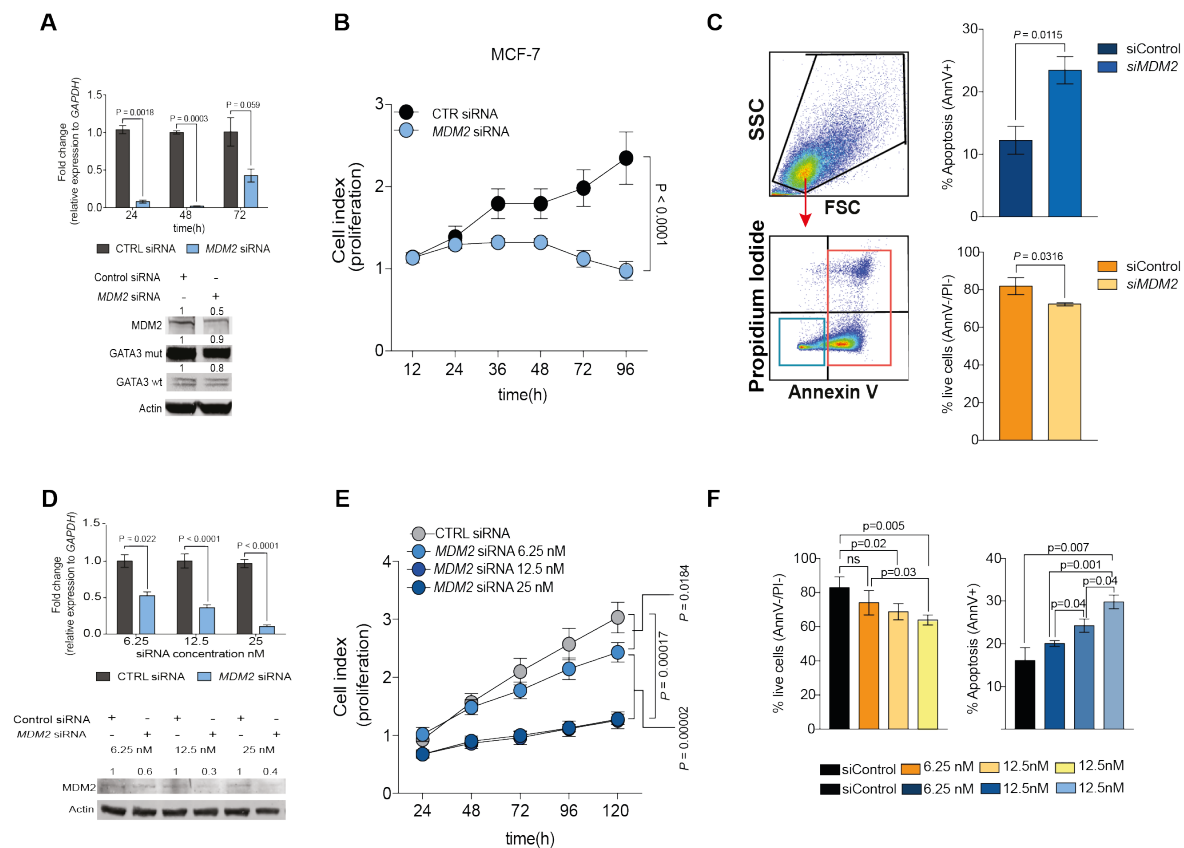 A
Fold change
(relative expression to GAPDH)
1.5
1.0
0.5
0.0
P = 0.0018
P = 0.0003
P = 0.059
24
48
72
time(h)
CTRL siRNA
MDM2 siRNA
Control siRNA + -
MDM2 siRNA - +
1 0.5
MDM2
1 0.9
GATA3 mut
1 0.8
GATA3 wt
Actin
B
MCF-7
CTR siRNA
MDM2 siRNA
Cell index
(proliferation)
3
2
1
0
12 24 36 48 72 96
time(h)
P < 0.0001
C
SSC
FSC
Propidium Iodide
Annexin V
% Apoptosis (AnnV+)
30
20
10
0
P = 0.0115
siControl
siMDM2
% live cells (AnnV-/PI-)
100
80
60
40
20
0
P = 0.0316
siControl
siMDM2
D
Fold change
(relative expression to GAPDH)
1.5
1.0
0.5
0.0
P = 0.022
P < 0.0001
P < 0.0001
6.25
12.5
25
siRNA concentration nM
CTRL siRNA
MDM2 siRNA
Control siRNA + - + - + -
MDM2 siRNA - + - + - +
6.25 nM 12.5 nM 25 nM
1 0.6 1 0.3 1 0.4
MDM2
Actin
E
CTRL siRNA
MDM2 siRNA 6.25 nM
MDM2 siRNA 12.5 nM
MDM2 siRNA 25 nM
Cell index
(proliferation)
4
3
2
1
0
24 48 72 96 120
time(h)
P = 0.0184
P = 0.00017
P = 0.00002
F
% live cells (AnnV-/PI-)
100
80
60
40
20
0
p=0.005
p=0.02
ns
p=0.03
% Apoptosis (AnnV+)
40
30
20
10
p=0.007
p=0.001
p=0.04
p=0.04
siControl 6.25 nM 12.5 nM 12.5nM
siControl 6.25 nM 12.5nM 12.5nM